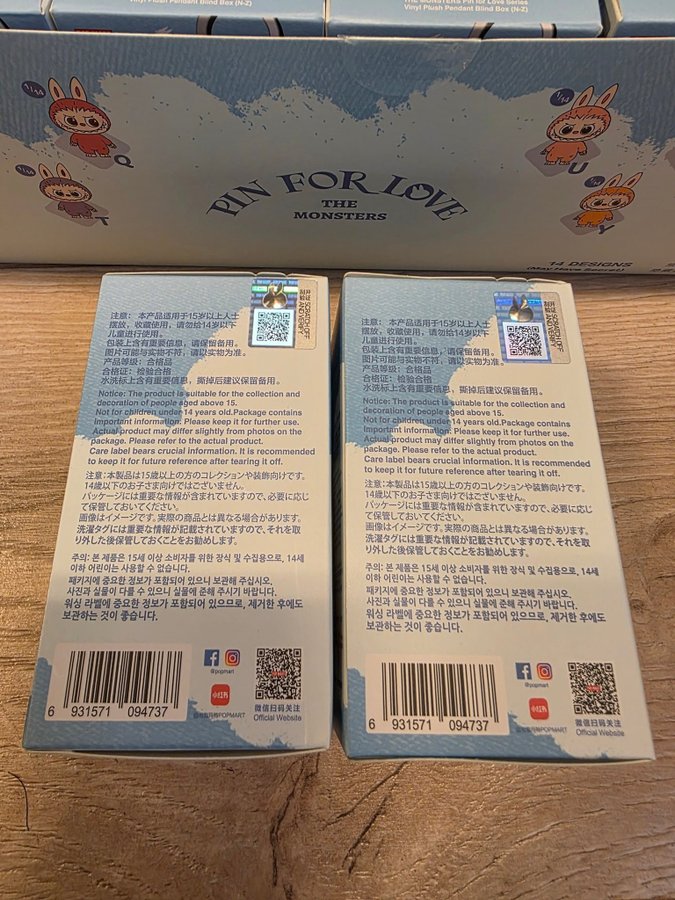 Vinyl Plush Pendant Blind Box (N-Z)
THE MONSTERS Pin for Love Series
Vinyl Plush Pendant Blind Box (N-Z)
1/14
Q
1/14
T
PIN FOR LOVE
THE
MONSTERS
1/14
U
1/14
Y
14 DESIGNS
(May Have Secret)
注意：本产品适用于15岁以上人士
摆放，收藏使用，请勿给14岁以下
儿童进行使用。
包装上含有重要信息，请保留备用。
图片可能与实物不符，请以实物为准。
产品等级：合格品
合格证：检验合格
水洗标上含有重要信息，撕掉后建议保留备用。
Notice: The product is suitable for the collection and
decoration of people aged above 15.
Not for children under 14 years old.Package contains
important information. Please keep it for further use.
Actual product may differ slightly from photos on the
package. Please refer to the actual product.
Care label bears crucial information. It is recommended
to keep it for future reference after tearing it off.
注意:本製品は15歳以上の方のコレクションや装飾向けです。
14歳以下のお子さま向けではございません。
パッケージには重要な情報が含まれていますので、必要に応じ
て保管しておいてください。
画像はイメージです。実際の商品とは異なる場合があります。
洗濯タグには重要な情報が記載されていますので、それを取
り外した後保管しておくことをお勧めします。
주의: 본 제품은 15세 이상 소비자를 위한 장식 및 수집용으로, 14세
이하 어린이는 사용할 수 없습니다.
패키지에 중요한 정보가 포함되어 있으니 보관해 주십시오.
사진과 실물이 다를 수 있으니 실물에 준해 주시기 바랍니다.
워싱 라벨에 중요한 정보가 포함되어 있으므로, 제거한 후에도
보관하는 것이 좋습니다.
SCRATCH OFF
AND VERIFY
6 931571 094737
@popmart
小红书
POPMART
微信扫码关注
Official Website
注意：本产品适用于15岁以上人士
摆放，收藏使用，请勿给14岁以下
儿童进行使用。
包装上含有重要信息，请保留备用。
图片可能与实物不符，请以实物为准。
产品等级：合格品
合格证：检验合格
水洗标上含有重要信息，撕掉后建议保留备用。
Notice: The product is suitable for the collection and
decoration of people aged above 15.
Not for children under 14 years old.Package contains
important information. Please keep it for further use.
Actual product may differ slightly from photos on the
package. Please refer to the actual product.
Care label bears crucial information. It is recommended
to keep it for future reference after tearing it off.
注意:本製品は15歳以上の方のコレクションや装飾向けです。
14歳以下のお子さま向けではございません。
パッケージには重要な情報が含まれていますので、必要に応じ
て保管しておいてください。
画像はイメージです。実際の商品とは異なる場合があります。
洗濯タグには重要な情報が記載されていますので、それを取
り外した後保管しておくことをお勧めします。
주의: 본 제품은 15세 이상 소비자를 위한 장식 및 수집용으로, 14세
이하 어린이는 사용할 수 없습니다.
패키지에 중요한 정보가 포함되어 있으니 보관해 주십시오.
사진과 실물이 다를 수 있으니 실물에 준해 주시기 바랍니다.
워싱 라벨에 중요한 정보가 포함되어 있으므로, 제거한 후에도
보관하는 것이 좋습니다.
SCRATCH OFF
AND VERIFY
6 931571 094737
@popmart
小红书
POPMART
微信扫码关注
Official Website